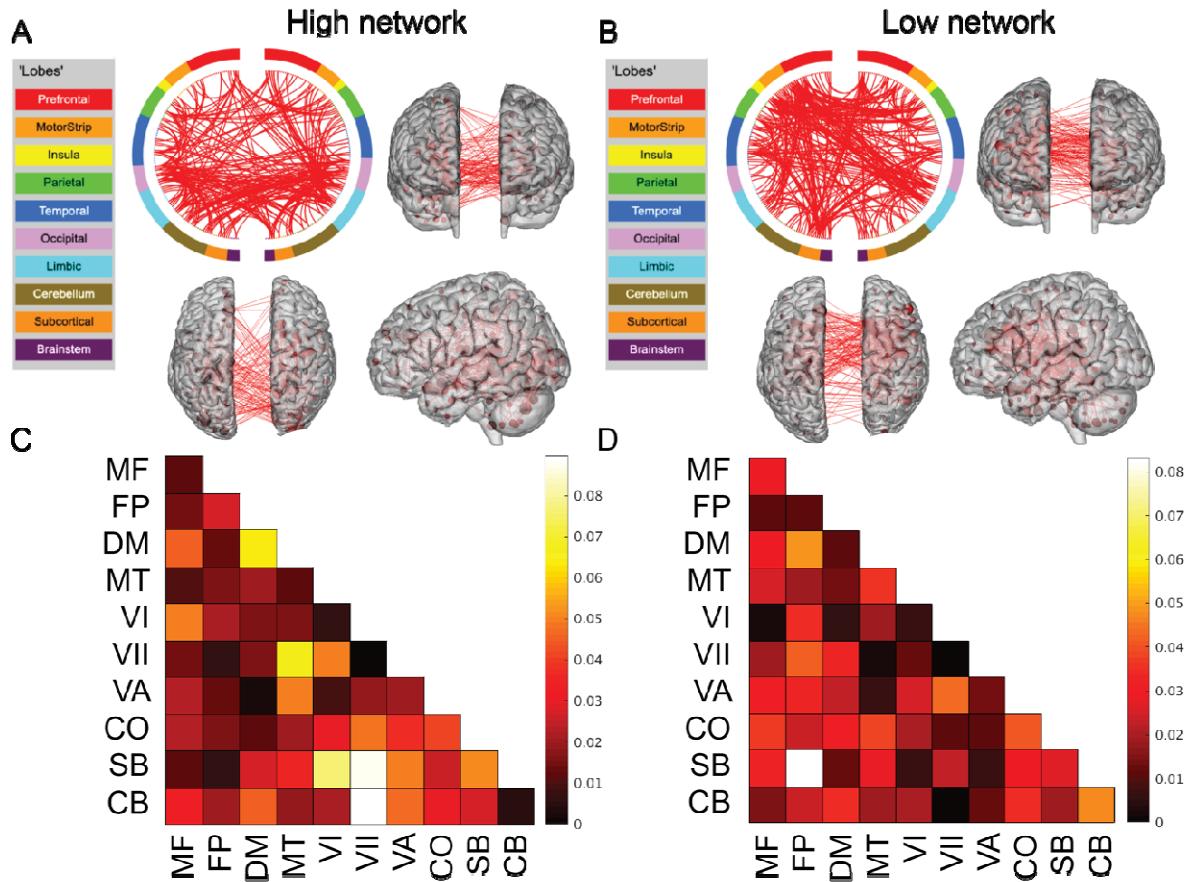 A
High network
B
Low network
'Lobes'
Prefrontal
MotorStrip
Insula
Parietal
Temporal
Occipital
Limbic
Cerebellum
Subcortical
Brainstem
'Lobes'
Prefrontal
MotorStrip
Insula
Parietal
Temporal
Occipital
Limbic
Cerebellum
Subcortical
Brainstem
C
MF
FP
DM
MT
VI
VII
VA
CO
SB
CB
MF FP DM MT VI VII VA CO SB CB
0.08
0.07
0.06
0.05
0.04
0.03
0.02
0.01
0
D
MF
FP
DM
MT
VI
VII
VA
CO
SB
CB
MF FP DM MT VI VII VA CO SB CB
0.08
0.07
0.06
0.05
0.04
0.03
0.02
0.01
0